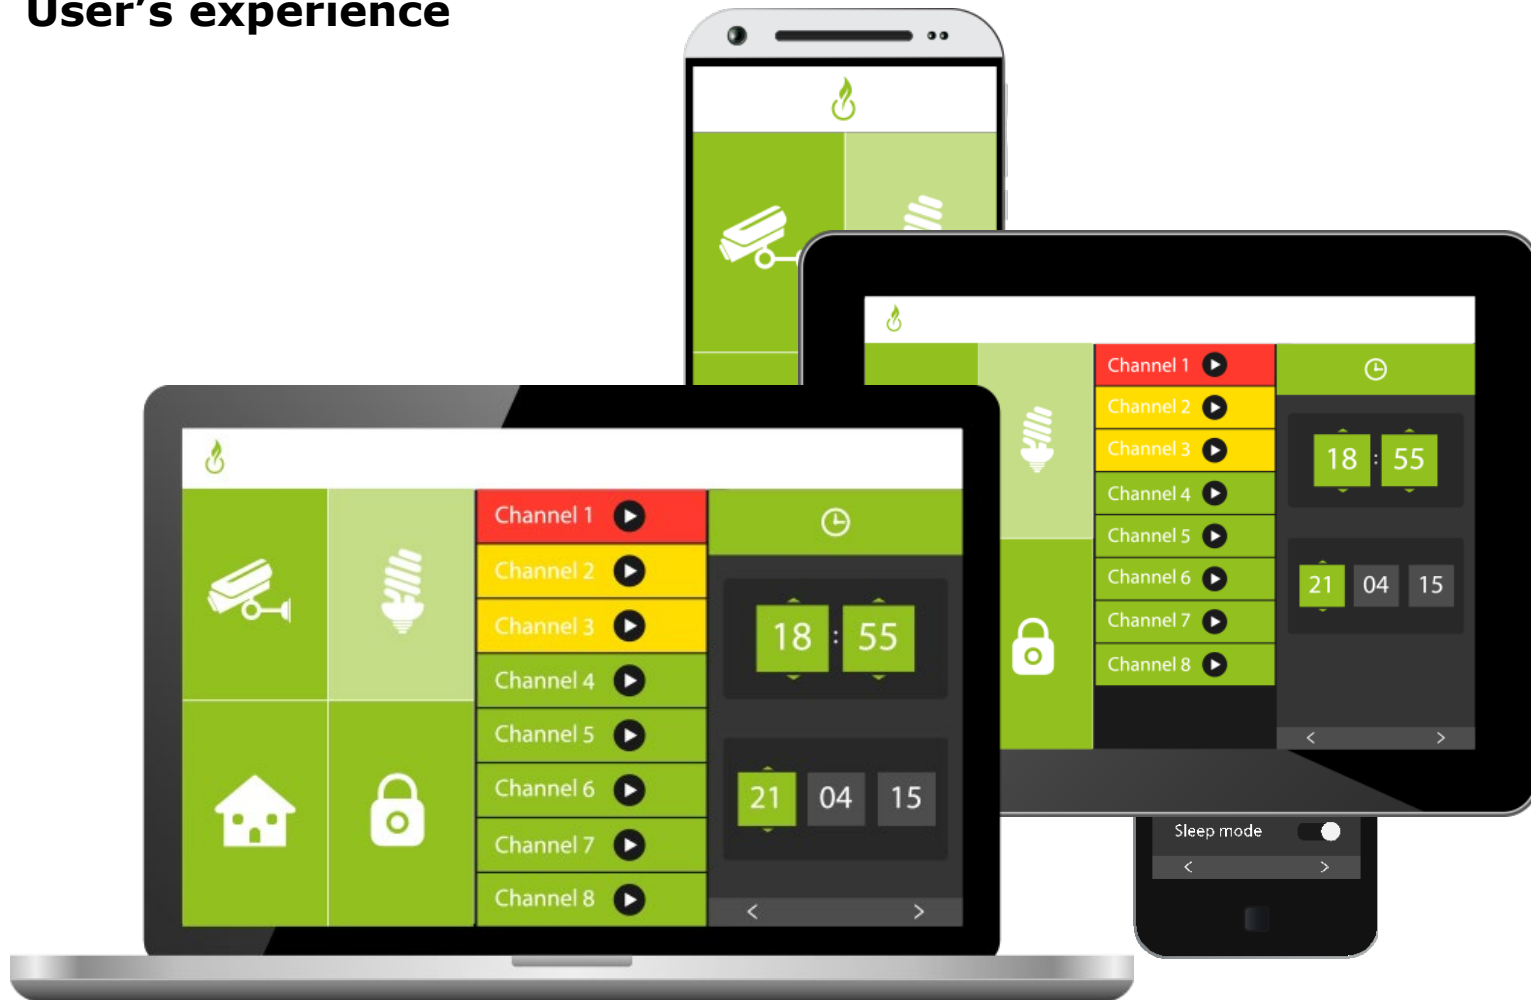 User's experience
Channel 1
Channel 2
Channel 3
Channel 4
Channel 5
Channel 6
Channel 7
Channel 8
18 : 55
21 04 15
< >
Channel 1
Channel 2
Channel 3
Channel 4
Channel 5
Channel 6
Channel 7
Channel 8
18 : 55
21 04 15
< >
Sleep mode
< >